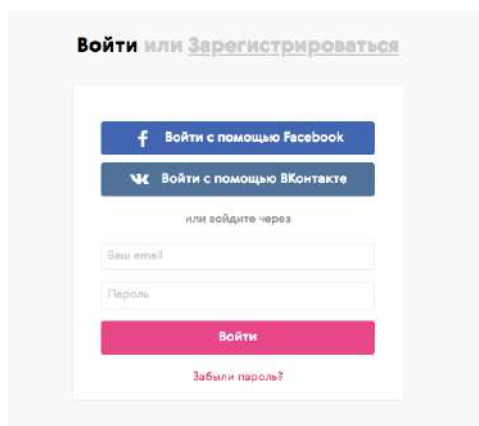 Войти или Зарегистрироваться
Войти с помощью Facebook
Войти с помощью ВКонтакте
или войдите через
Ваш email
Пароль
Войти
Забыли пароль?